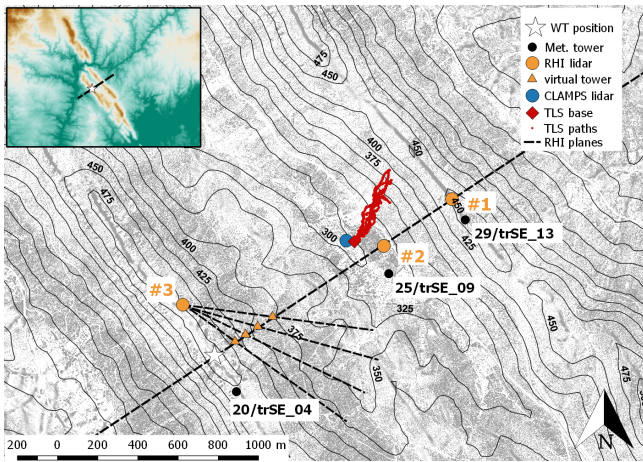 WT position
Met. tower
RHI lidar
virtual tower
CLAMPS lidar
TLS base
TLS paths
RHI planes
475
450
400
375
450
475
450
#1
29/trSE_13
425
300
400
425
#2
25/trSE_09
#3
325
375
350
450
475
20/trSE_04
200 0 200 400 600 800 1000 m